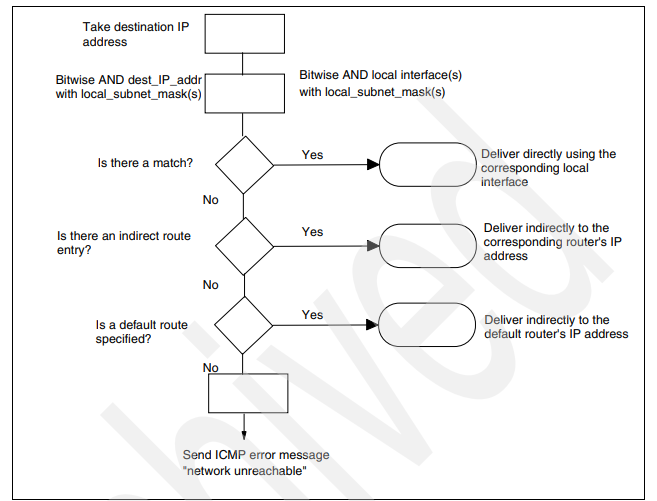 Take destination IP
address
Bitwise AND dest_IP_addr
with local_subnet_mask(s)
Bitwise AND local interface(s)
with local_subnet_mask(s)
Is there a match?
Yes
Deliver directly using the
corresponding local
interface
No
Is there an indirect route
entry?
Yes
Deliver indirectly to the
corresponding router's IP
address
No
Is a default route
specified?
Yes
Deliver indirectly to the
default router's IP address
No
Send ICMP error message
"network unreachable"
hived